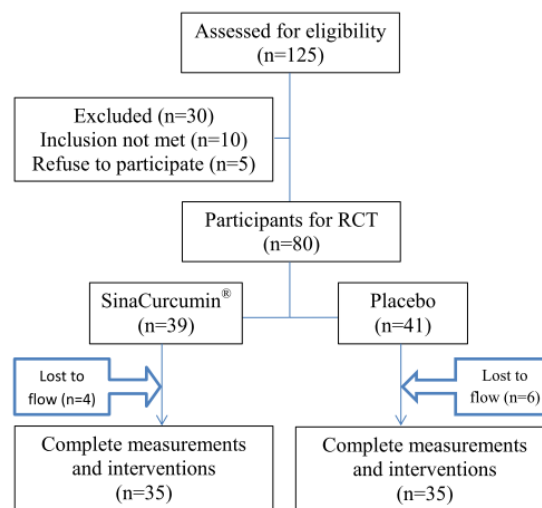 Assessed for eligibility
(n=125)
Excluded (n=30)
Inclusion not met (n=10)
Refuse to participate (n=5)
Participants for RCT
(n=80)
SinaCurcumin®
(n=39)
Placebo
(n=41)
Lost to
flow (n=4)
Lost to
flow (n=6)
Complete measurements
and interventions
(n=35)
Complete measurements
and interventions
(n=35)